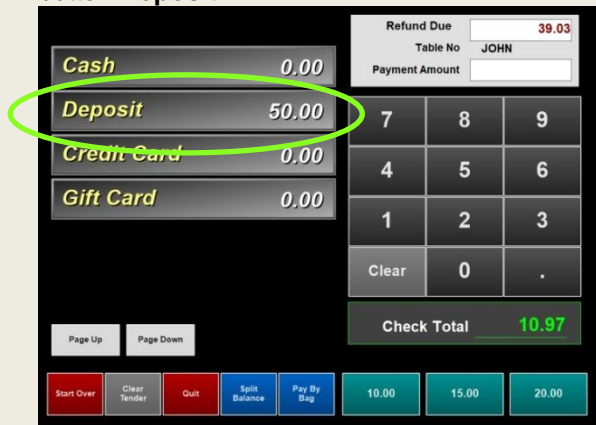 Refund Due 39.03
Table No JOHN
Payment Amount
Cash 0.00
Deposit 50.00
Credit Card 0.00
Gift Card 0.00
7 8 9
4 5 6
1 2 3
Clear 0 .
Check Total 10.97
Page Up Page Down
Start Over Clear Tender Quit Split Balance Pay By Bag 10.00 15.00 20.00